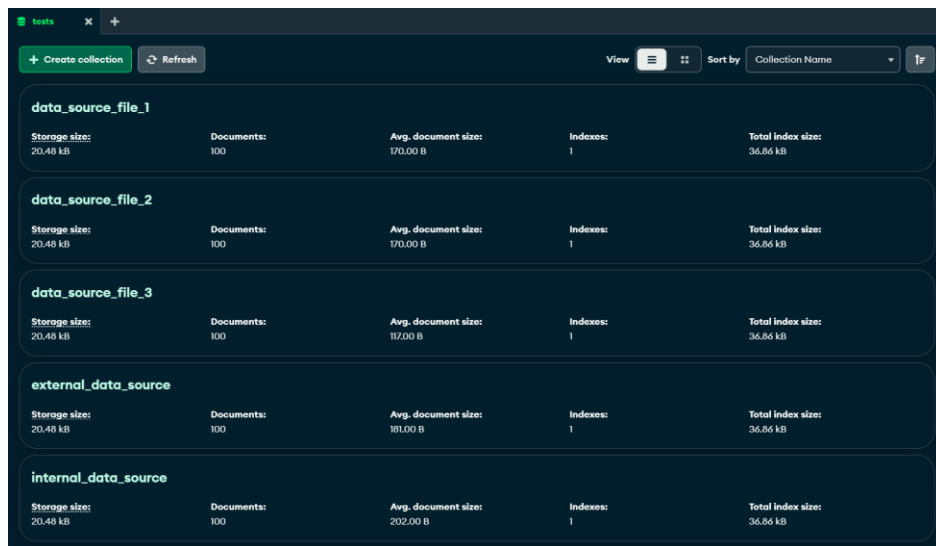 tests
+ Create collection Refresh View Sort by Collection Name
data_source_file_1
Storage size: Documents: Avg. document size: Indexes: Total index size:
20.48 kB 100 170.00 B 1 36.86 kB
data_source_file_2
Storage size: Documents: Avg. document size: Indexes: Total index size:
20.48 kB 100 170.00 B 1 36.86 kB
data_source_file_3
Storage size: Documents: Avg. document size: Indexes: Total index size:
20.48 kB 100 117.00 B 1 36.86 kB
external_data_source
Storage size: Documents: Avg. document size: Indexes: Total index size:
20.48 kB 100 181.00 B 1 36.86 kB
internal_data_source
Storage size: Documents: Avg. document size: Indexes: Total index size:
20.48 kB 100 202.00 B 1 36.86 kB